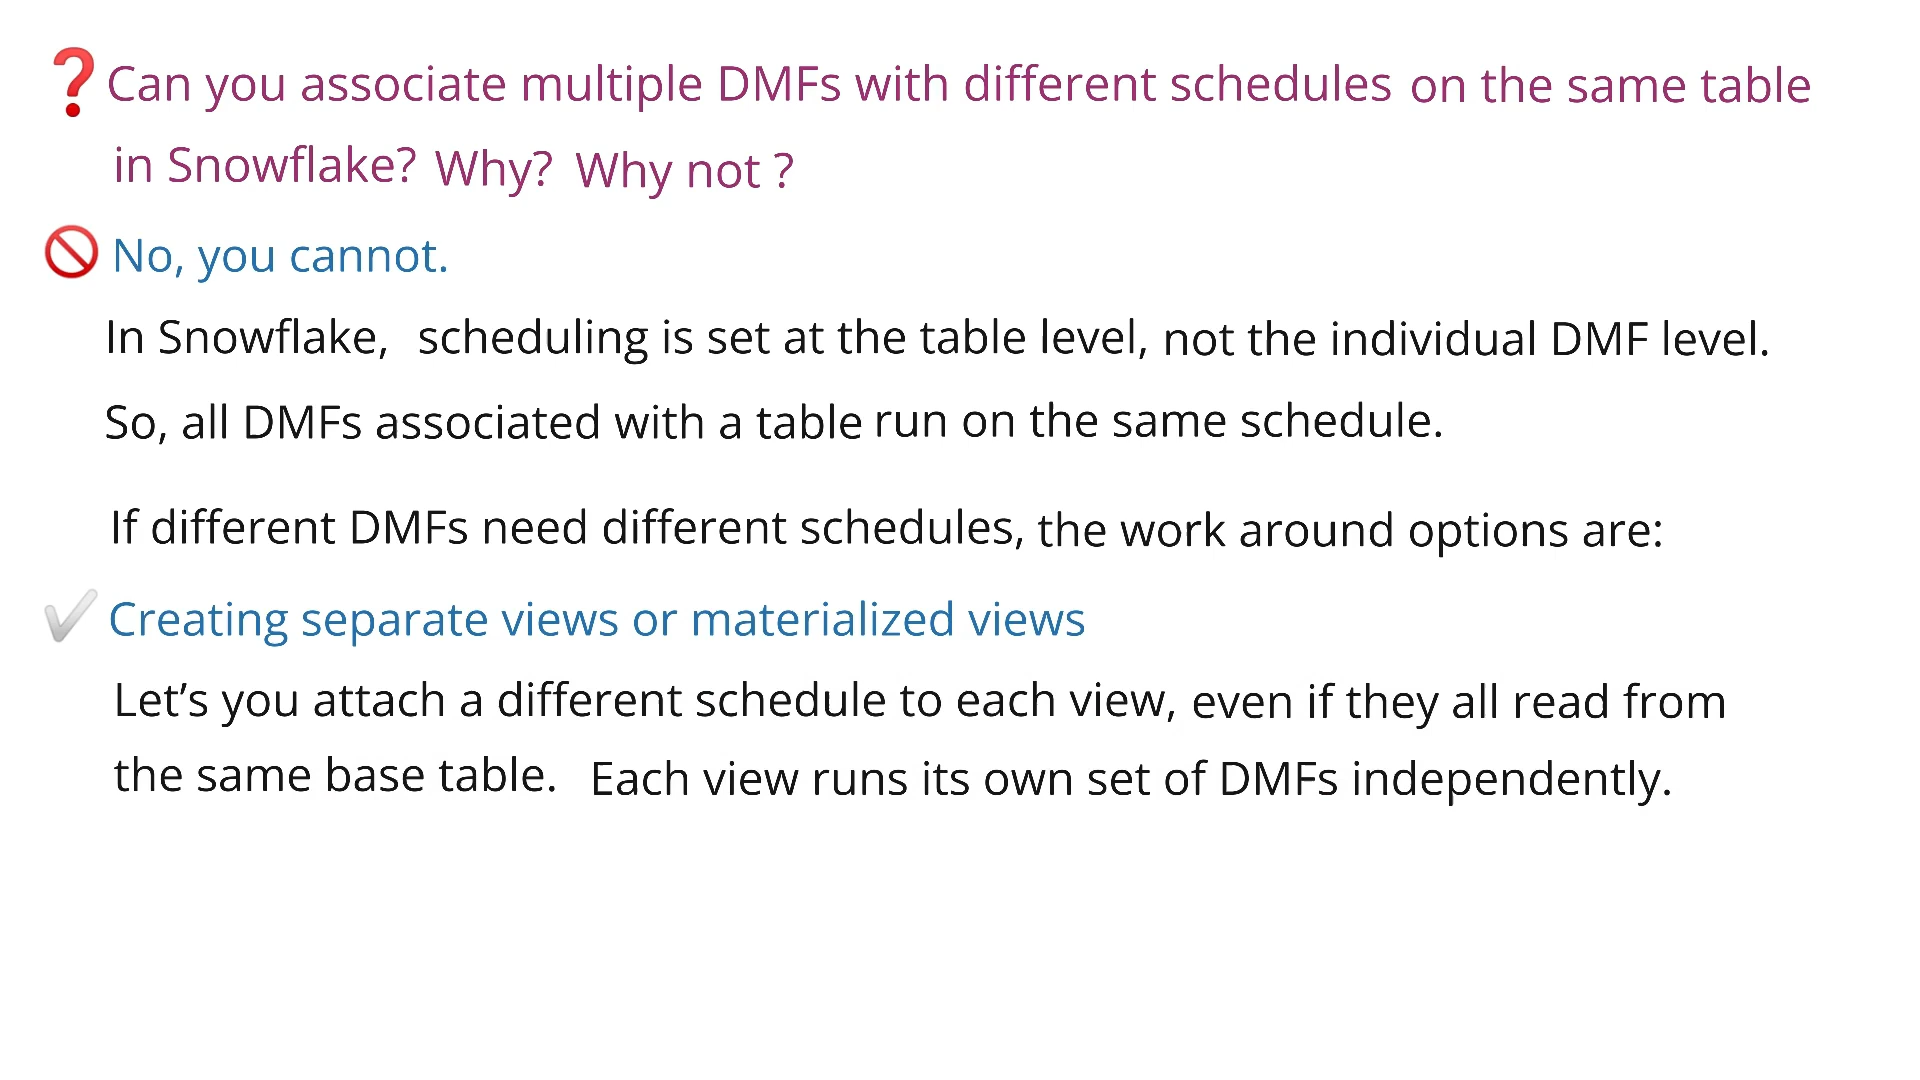 ❓Can you associate multiple DMFs with different schedules on the same table
in Snowflake? Why? Why not ?
🚫 No, you cannot.
In Snowflake, scheduling is set at the table level, not the individual DMF level.
So, all DMFs associated with a table run on the same schedule.
If different DMFs need different schedules, the work around options are:
✔ Creating separate views or materialized views
Let’s you attach a different schedule to each view, even if they all read from
the same base table. Each view runs its own set of DMFs independently.